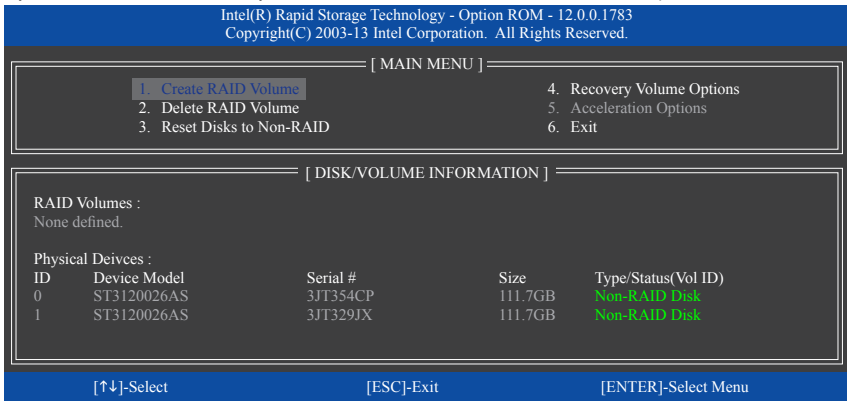 Intel(R) Rapid Storage Technology - Option ROM - 12.0.0.1783
Copyright(C) 2003-13 Intel Corporation. All Rights Reserved.
[ MAIN MENU ]
1. Create RAID Volume
2. Delete RAID Volume
3. Reset Disks to Non-RAID
4. Recovery Volume Options
5. Acceleration Options
6. Exit
[ DISK/VOLUME INFORMATION ]
RAID Volumes :
None defined.
Physical Deivces :
ID Device Model Serial # Size Type/Status(Vol ID)
0 ST3120026AS 3JT354CP 111.7GB Non-RAID Disk
1 ST3120026AS 3JT329JX 111.7GB Non-RAID Disk
[↑↓]-Select [ESC]-Exit [ENTER]-Select Menu